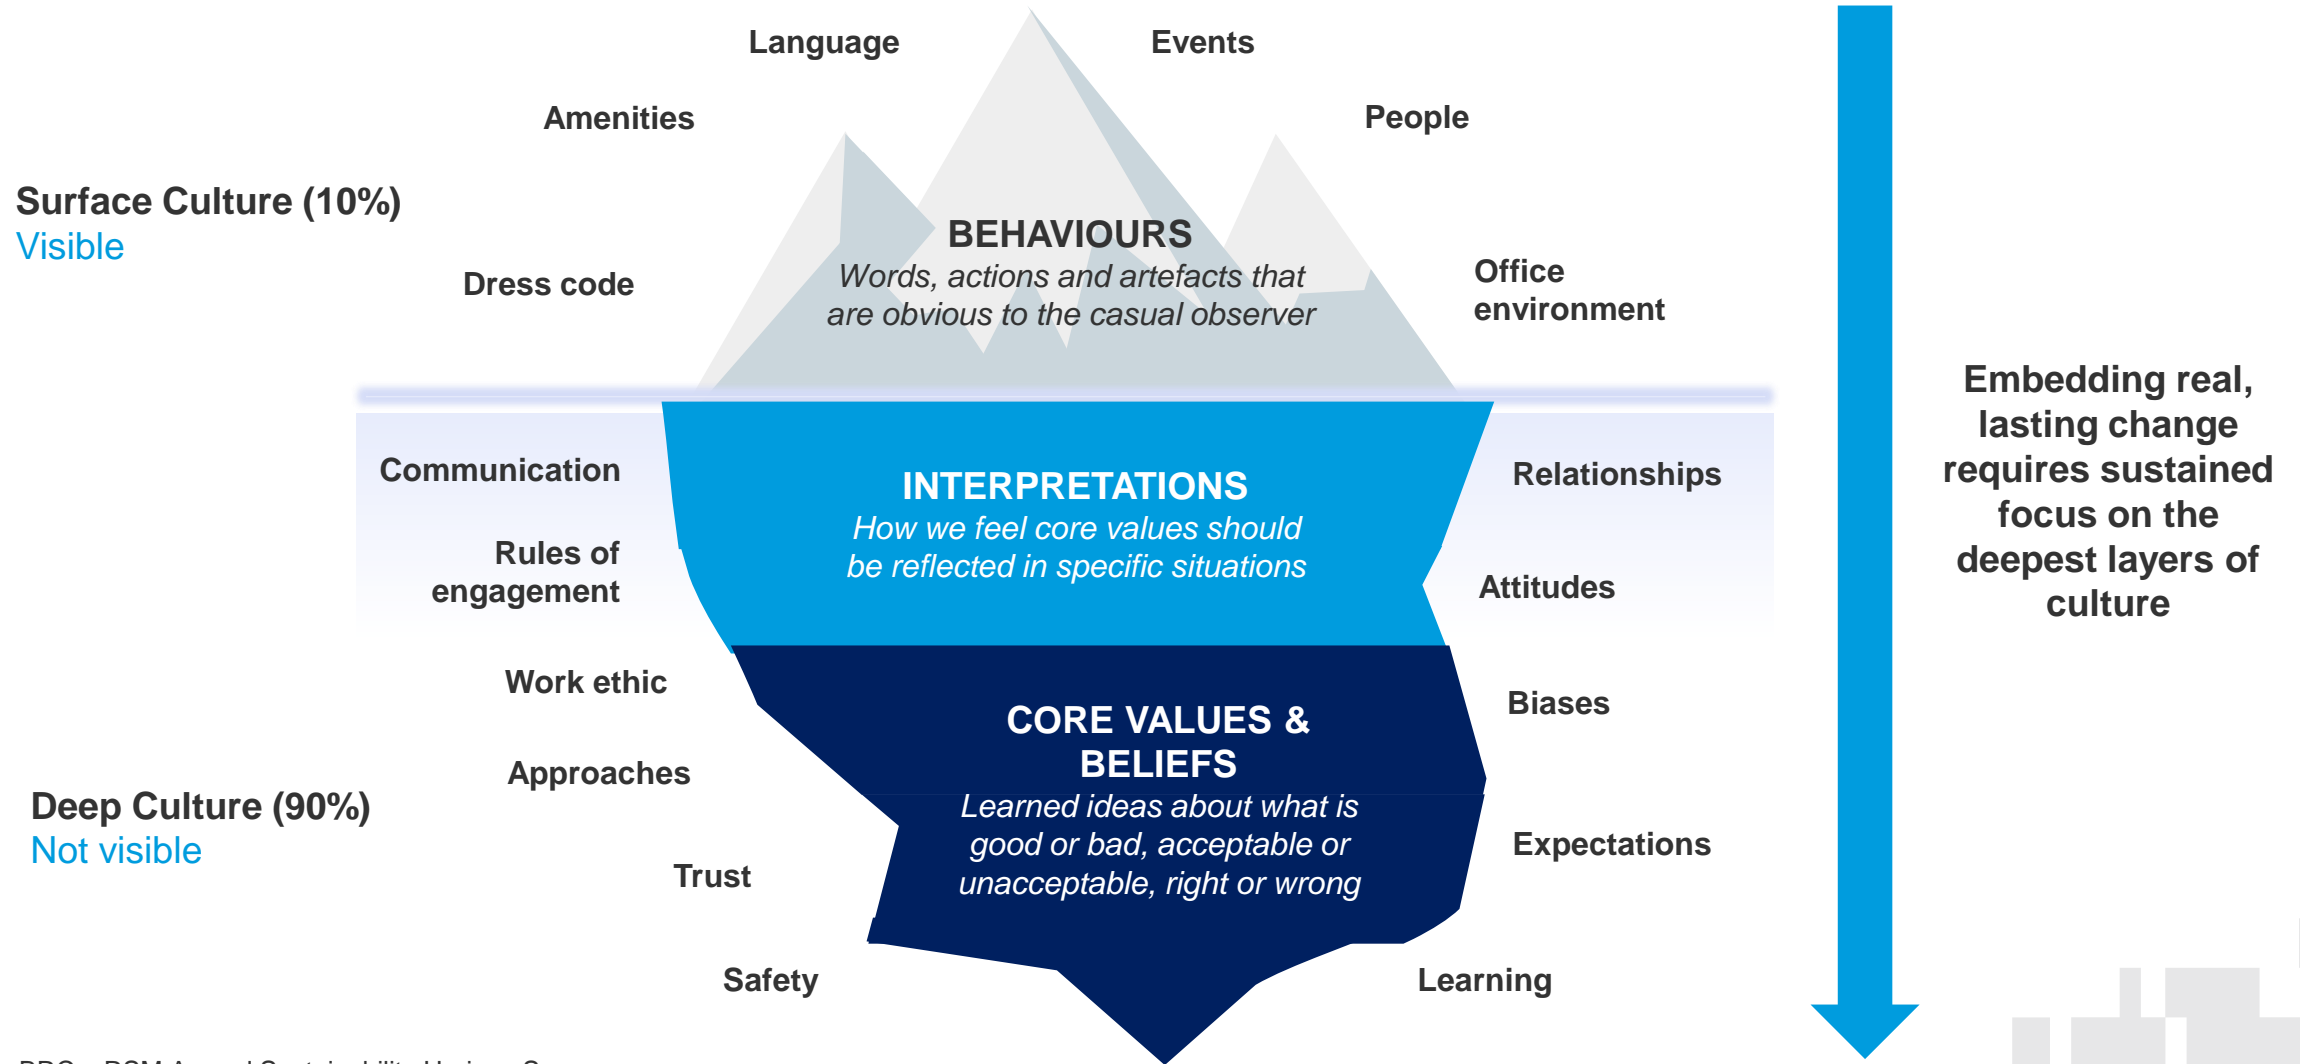 Language
Events
Amenities
People
Surface Culture (10%)
Visible
BEHAVIOURS
Words, actions and artefacts that
are obvious to the casual observer
Dress code
Office
environment
Embedding real,
lasting change
requires sustained
focus on the
deepest layers of
culture
Communication
Relationships
INTERPRETATIONS
How we feel core values should
be reflected in specific situations
Rules of
engagement
Attitudes
Work ethic
Biases
CORE VALUES &
BELIEFS
Learned ideas about what is
good or bad, acceptable or
unacceptable, right or wrong
Approaches
Deep Culture (90%)
Not visible
Expectations
Trust
Safety
Learning